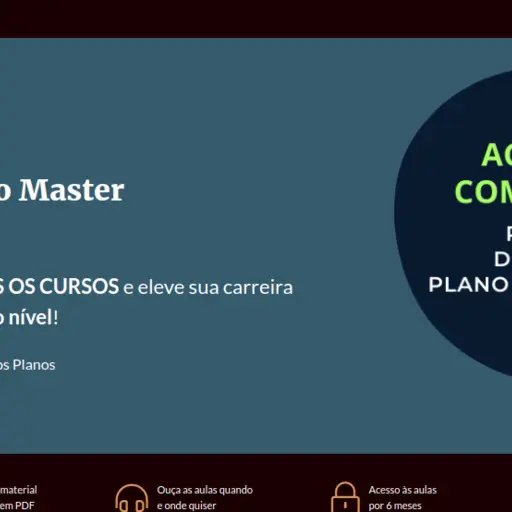 o Master
S OS CURSOS e eleve sua carreira
o nível!
os Planos
AC
COM
D
PLANO
material
em PDF
Ouça as aulas quando
e onde quiser
Acesso às aulas
por 6 meses